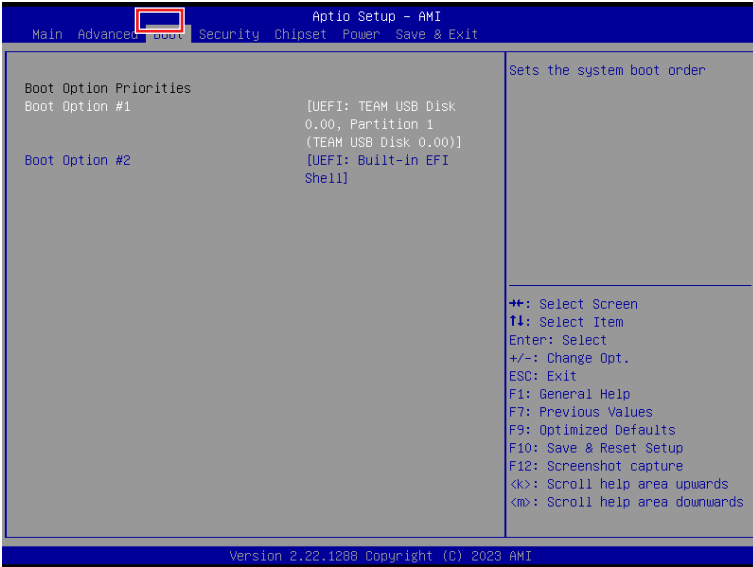 Aptio Setup – AMI
Main Advanced Boot Security Chipset Power Save & Exit
Boot Option Priorities
Boot Option #1 [UEFI: TEAM USB Disk
0.00, Partition 1
(TEAM USB Disk 0.00)]
Boot Option #2 [UEFI: Built-in EFI
Shell]
Sets the system boot order
→←: Select Screen
↑↓: Select Item
Enter: Select
+/-: Change Opt.
ESC: Exit
F1: General Help
F7: Previous Values
F9: Optimized Defaults
F10: Save & Reset Setup
F12: Screenshot capture
<k>: Scroll help area upwards
<m>: Scroll help area downwards
Version 2.22.1288 Copyright (C) 2023 AMI